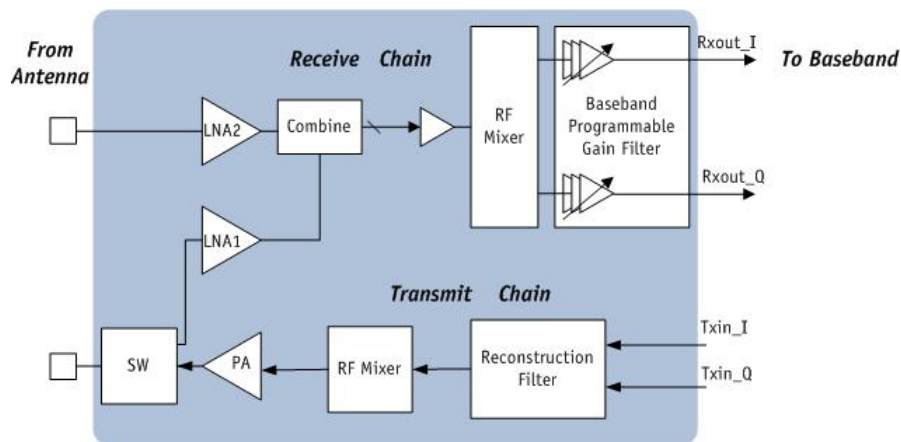 From
Antenna
Receive Chain
Rxout_I
To Baseband
LNA2
Combine
RF
Mixer
Baseband
Programmable
Gain Filter
Rxout_Q
LNA1
Transmit Chain
Txin_I
SW
PA
RF Mixer
Reconstruction
Filter
Txin_Q